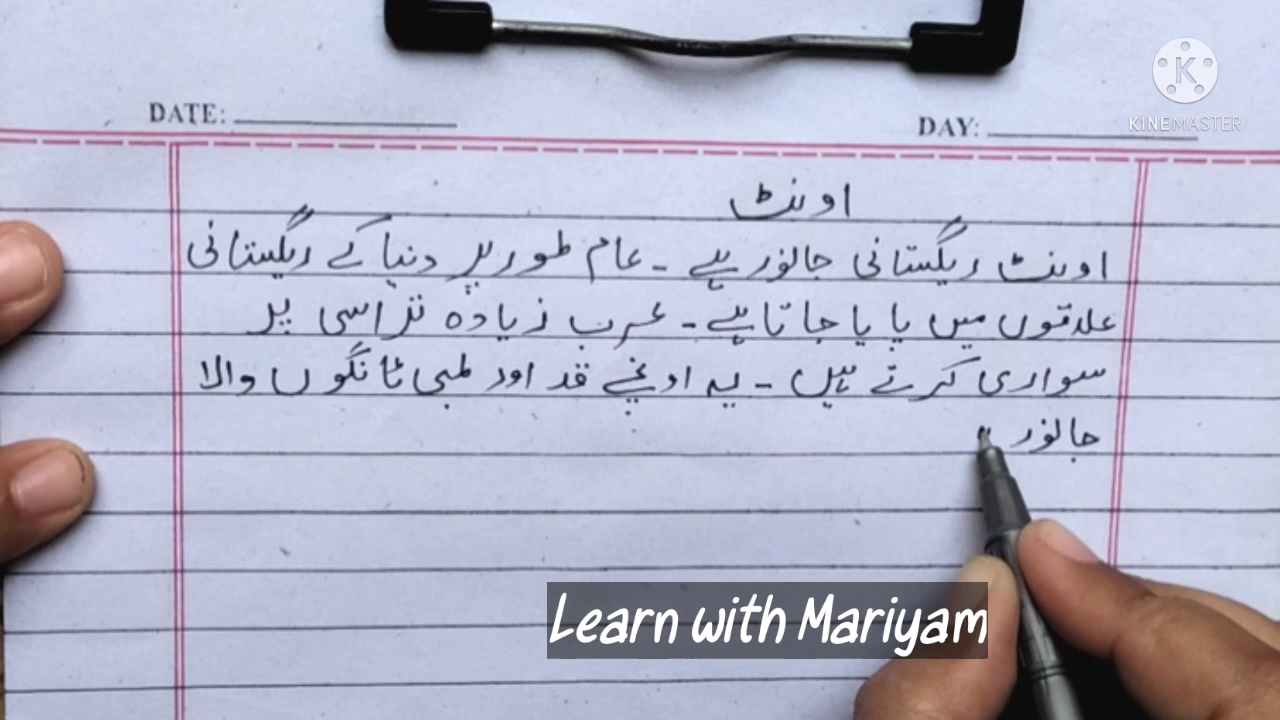 KINEMASTER
DATE:
DAY:
اونٹ
اونٹ ریگستانی جانور ہے ۔ عام طور پر دنیا کے ریگستانی
علاقوں میں پایا جاتا ہے ۔ عرب زیادہ تر اسی پر
سواری کرتے ہیں ۔ یہ اونچے قد اور لمبی ٹانگوں والا
جانور
Learn with Mariyam